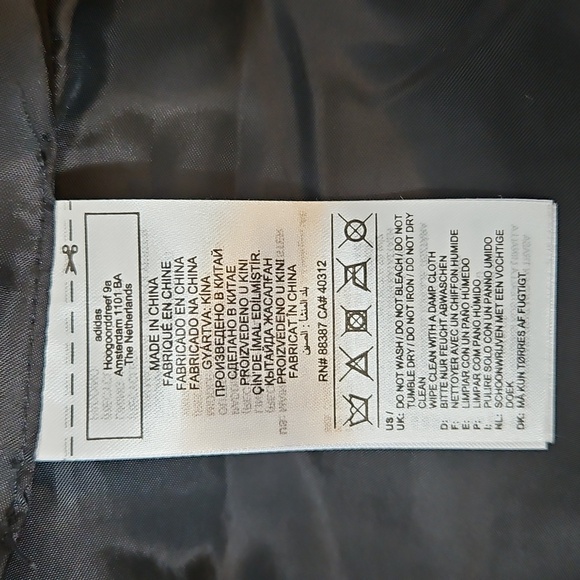 adidas
Hoogoorddreef 9a
Amsterdam 1101 BA
The Netherlands
MADE IN CHINA
FABRIQUÉ EN CHINE
FABRICADO EN CHINA
FABRICADO NA CHINA
GYÁRTVA: KÍNA
ПРОИЗВЕДЕНО В КИТАЙ
СДЕЛАНО В КИТАЕ
PROIZVEDENO U KINI
ÇİN'DE İMAL EDİLMİŞTİR.
ҚЫТАЙДА ЖАСАЛҒАН
PROIZVEDENO U KINI
FABRICAT ÎN CHINA
بلد المنشأ : الصين
RN# 88387 CA# 40312
US /
UK: DO NOT WASH / DO NOT BLEACH / DO NOT
TUMBLE DRY / DO NOT IRON / DO NOT DRY
CLEAN
WIPE CLEAN WITH A DAMP CLOTH
D: BITTE NUR FEUCHT ABWASCHEN
F: NETTOYER AVEC UN CHIFFON HUMIDE
E: LIMPIAR CON UN PAÑO HÚMEDO
P: LIMPAR COM PANO HÚMIDO
I: PULIRE SOLO CON UN PANNO UMIDO
NL: SCHOONWRIJVEN MET EEN VOCHTIGE
DOEK
DK: MÅ KUN TØRRES AF FUGTIGT.